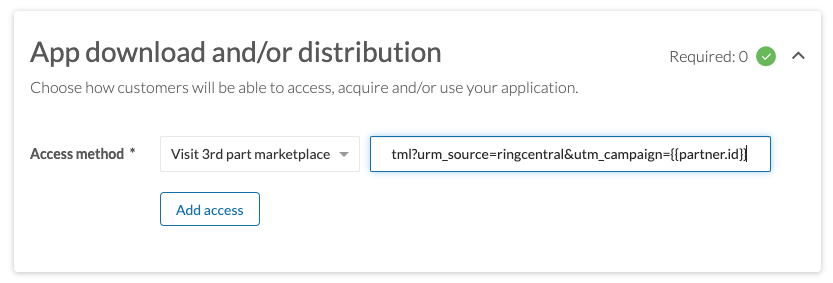 App download and/or distribution
Required: 0
Choose how customers will be able to access, acquire and/or use your application.
Access method *
Visit 3rd part marketplace
tml?urm_source=ringcentral&utm_campaign={{partner.id}}
Add access